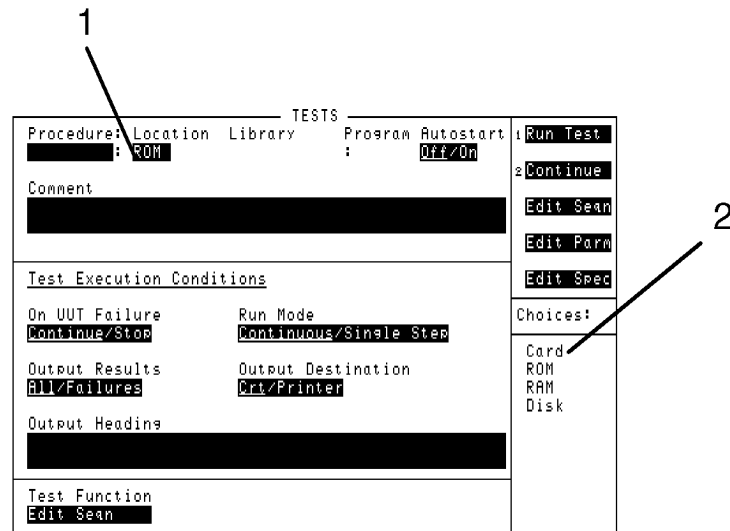 1
TESTS
Procedure: Location Library Program Autostart
: ROM : Off/On
Comment
Test Execution Conditions
On UUT Failure Run Mode
Continue/Stop Continuous/Single Step
Output Results Output Destination
All/Failures Crt/Printer
Output Heading
Test Function
Edit Seqn
1 Run Test
2 Continue
Edit Seqn
Edit Parm
Edit Spec
Choices:
Card
ROM
RAM
Disk
2